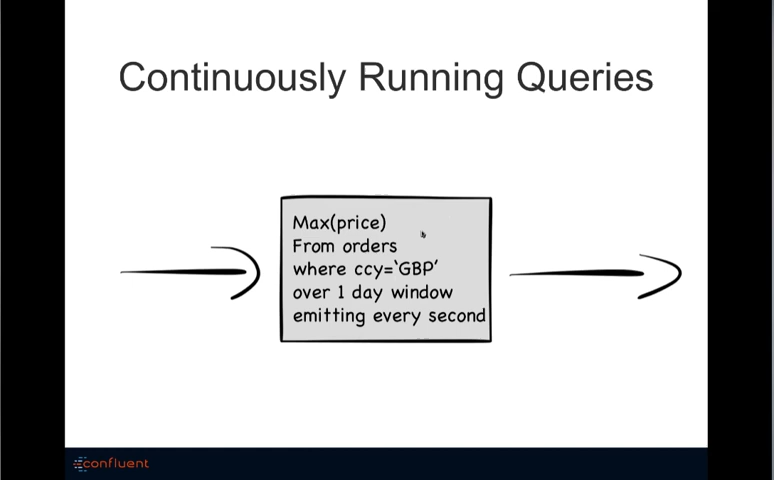 Continuously Running Queries
Max(price)
From orders
where ccy='GBP'
over 1 day window
emitting every second
confluent